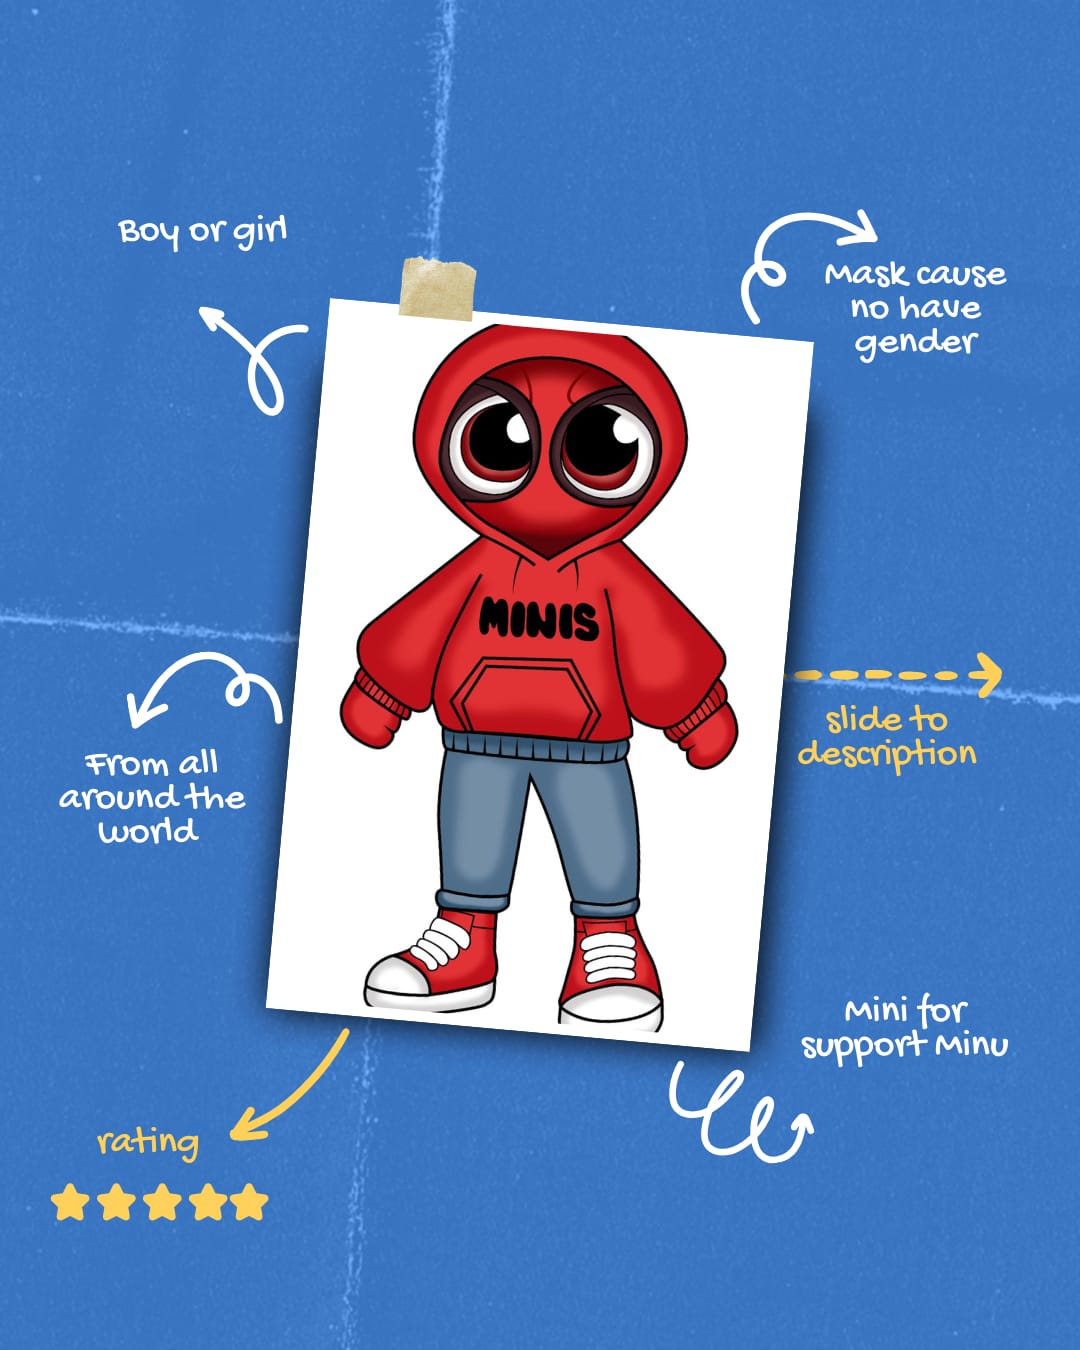 Boy or girl
Mask cause
no have
gender
MINIS
slide to
description
From all
around the
world
Mini for
support Minu
rating